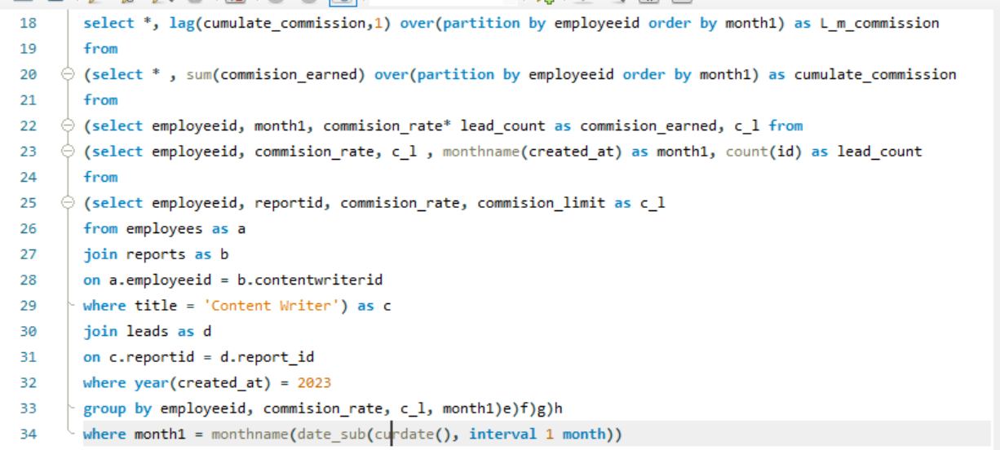 18 select *, lag(cumulate_commission,1) over(partition by employeeid order by month1) as L_m_commission
19 from
20 (select * , sum(commision_earned) over(partition by employeeid order by month1) as cumulate_commission
21 from
22 (select employeeid, month1, commision_rate* lead_count as commision_earned, c_l from
23 (select employeeid, commision_rate, c_l , monthname(created_at) as month1, count(id) as lead_count
24 from
25 (select employeeid, reportid, commision_rate, commision_limit as c_l
26 from employees as a
27 join reports as b
28 on a.employeeid = b.contentwriterid
29 where title = 'Content Writer') as c
30 join leads as d
31 on c.reportid = d.report_id
32 where year(created_at) = 2023
33 group by employeeid, commision_rate, c_l, month1)e)f)g)h
34 where month1 = monthname(date_sub(curdate(), interval 1 month))